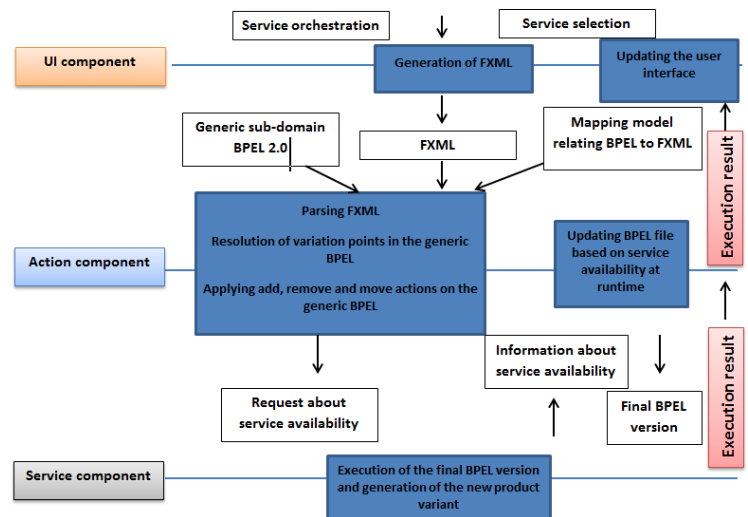 Service orchestration
Service selection
UI component
Generation of FXML
Updating the user
interface
Generic sub-domain
BPEL 2.0
FXML
Mapping model
relating BPEL to FXML
Execution result
Parsing FXML
Resolution of variation points in the generic
BPEL
Applying add, remove and move actions on the
generic BPEL
Action component
Updating BPEL file
based on service
availability at
runtime
Information about
service availability
Execution result
Request about
service availability
Final BPEL
version
Service component
Execution of the final BPEL version
and generation of the new product
variant